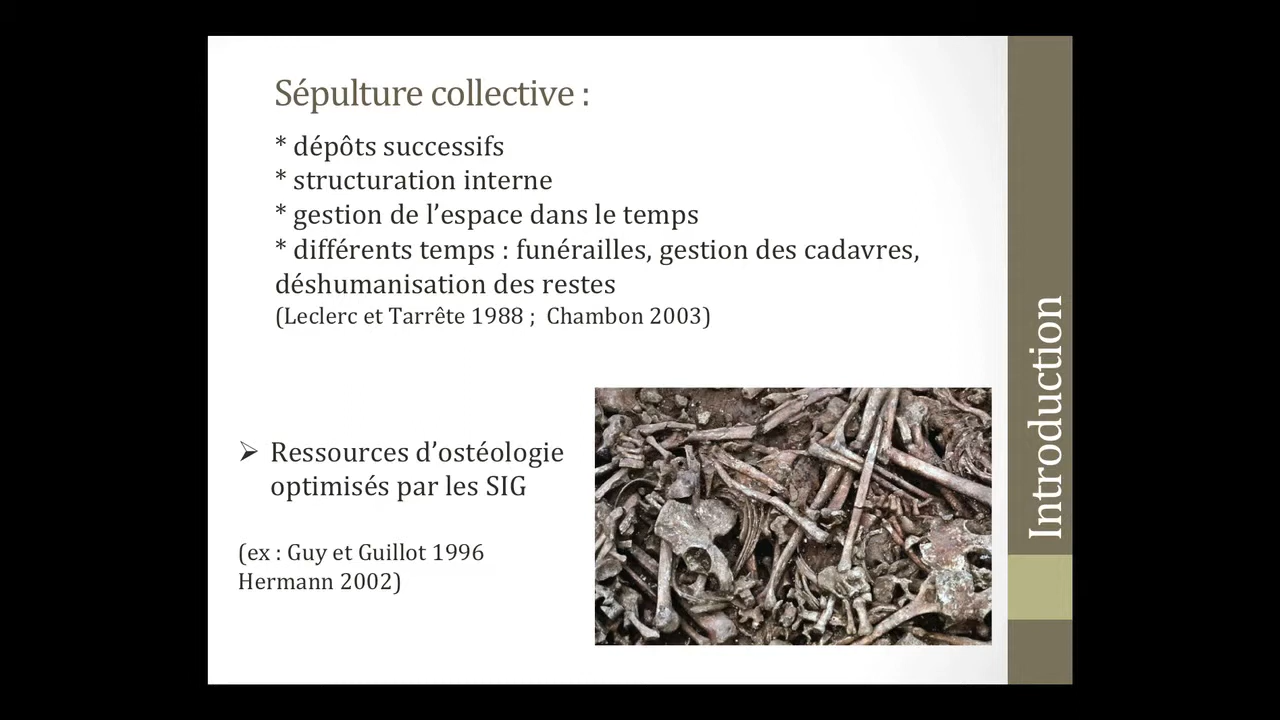 Sépulture collective :
* dépôts successifs
* structuration interne
* gestion de l’espace dans le temps
* différents temps : funérailles, gestion des cadavres,
déshumanisation des restes
(Leclerc et Tarrête 1988 ; Chambon 2003)
➢ Ressources d’ostéologie
optimisés par les SIG
(ex : Guy et Guillot 1996
Hermann 2002)
Introduction